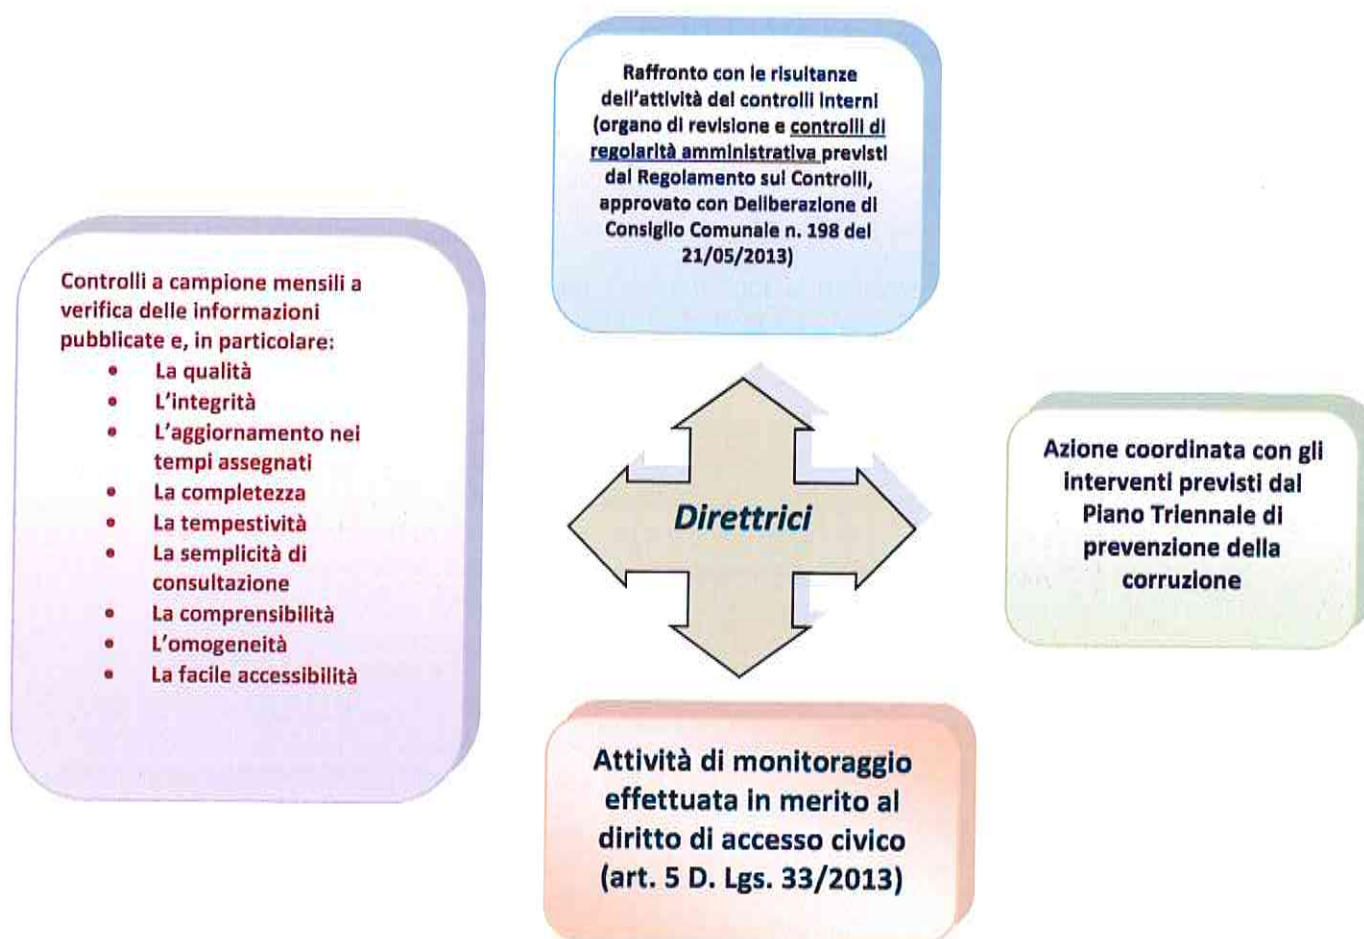 Raffronto con le risultanze
dell'attività dei controlli interni
(organo di revisione e controlli di
regolarità amministrativa previsti
dal Regolamento sui Controlli,
approvato con Deliberazione di
Consiglio Comunale n. 198 del
21/05/2013)
Controlli a campione mensili a
verifica delle informazioni
pubblicate e, in particolare:
• La qualità
• L'integrità
• L'aggiornamento nei
tempi assegnati
• La completezza
• La tempestività
• La semplicità di
consultazione
• La comprensibilità
• L'omogeneità
• La facile accessibilità
Direttrici
Azione coordinata con gli
interventi previsti dal
Piano Triennale di
prevenzione della
corruzione
Attività di monitoraggio
effettuata in merito al
diritto di accesso civico
(art. 5 D. Lgs. 33/2013)